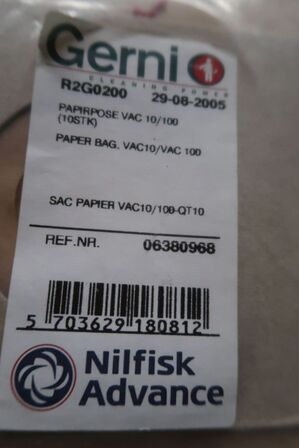 Gerni
CLEANING POWER
R2G0200 29-08-2005
PAPIRPOSE VAC 10/100
(10STK)
PAPER BAG. VAC10/VAC 100
SAC PAPIER VAC10/100-QT10
REF.NR. 06380968
5 703629 180812
Nilfisk
Advance